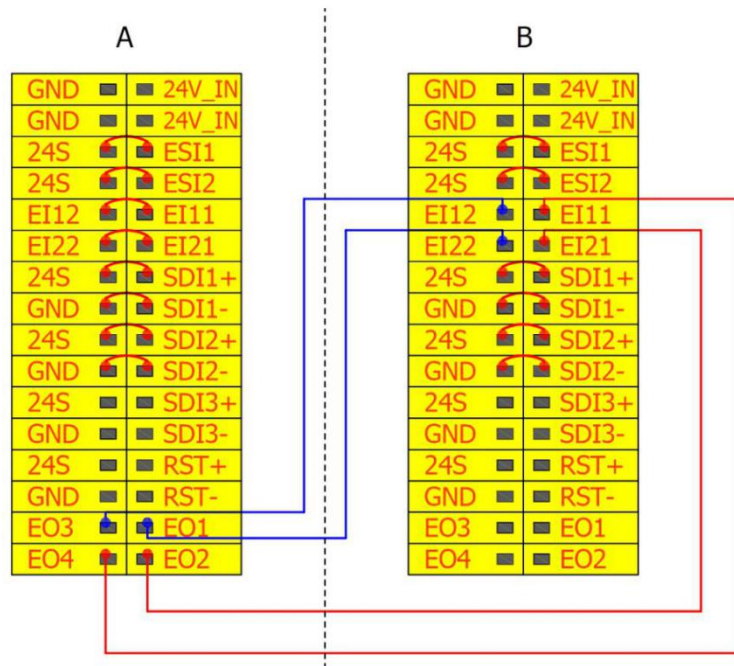 A
B
GND 24V_IN
GND 24V_IN
24S ESI1
24S ESI2
EI12 EI11
EI22 EI21
24S SDI1+
GND SDI1-
24S SDI2+
GND SDI2-
24S SDI3+
GND SDI3-
24S RST+
GND RST-
EO3 EO1
EO4 EO2
GND 24V_IN
GND 24V_IN
24S ESI1
24S ESI2
EI12 EI11
EI22 EI21
24S SDI1+
GND SDI1-
24S SDI2+
GND SDI2-
24S SDI3+
GND SDI3-
24S RST+
GND RST-
EO3 EO1
EO4 EO2